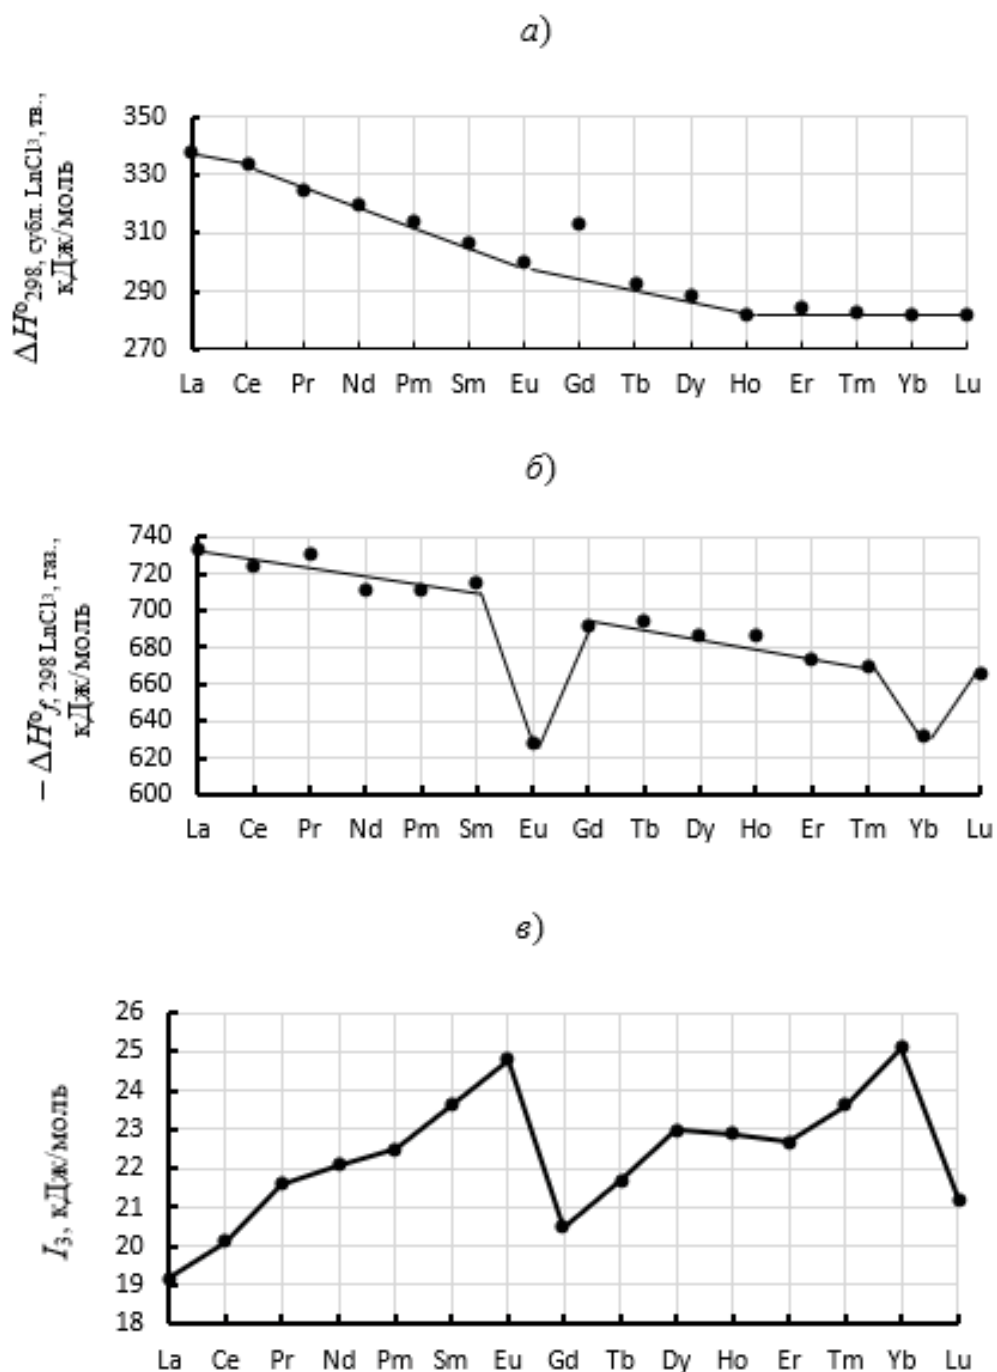 а)
ΔH°298, субл. LnCl3, тв.,
кДж/моль
350
330
310
290
270
La Ce Pr Nd Pm Sm Eu Gd Tb Dy Ho Er Tm Yb Lu
б)
− ΔH°f, 298 LnCl3, газ.,
кДж/моль
740
720
700
680
660
640
620
600
La Ce Pr Nd Pm Sm Eu Gd Tb Dy Ho Er Tm Yb Lu
в)
I3, кДж/моль
26
25
24
23
22
21
20
19
18
La Ce Pr Nd Pm Sm Eu Gd Tb Dy Ho Er Tm Yb Lu